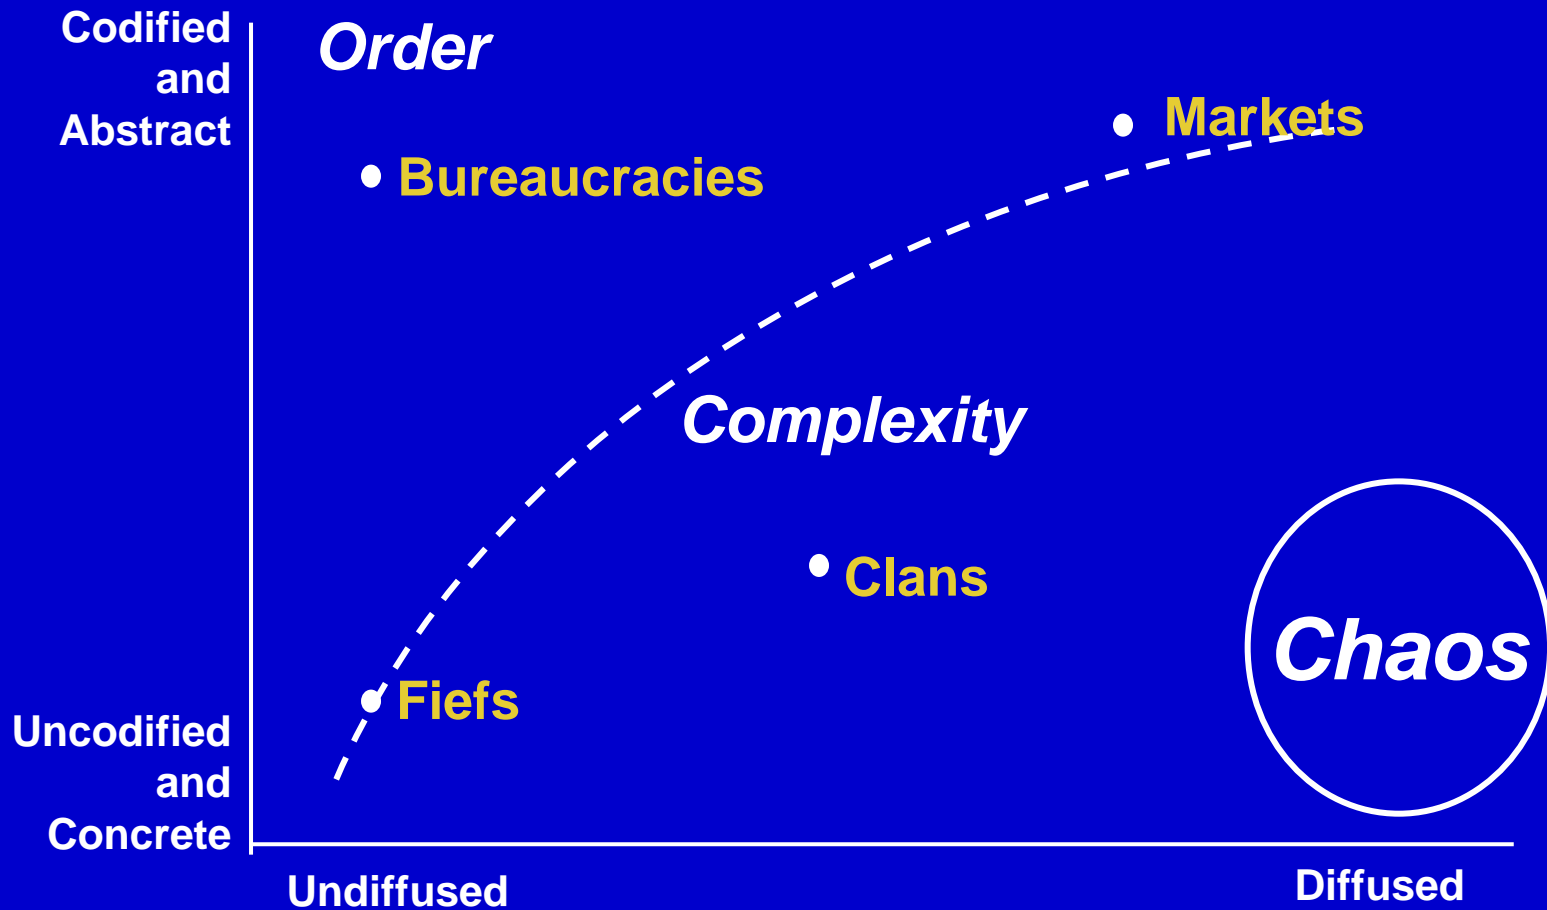 Codified
and
Abstract
Order
Markets
Bureaucracies
Complexity
Clans
Chaos
Fiefs
Uncodified
and
Concrete
Undiffused
Diffused